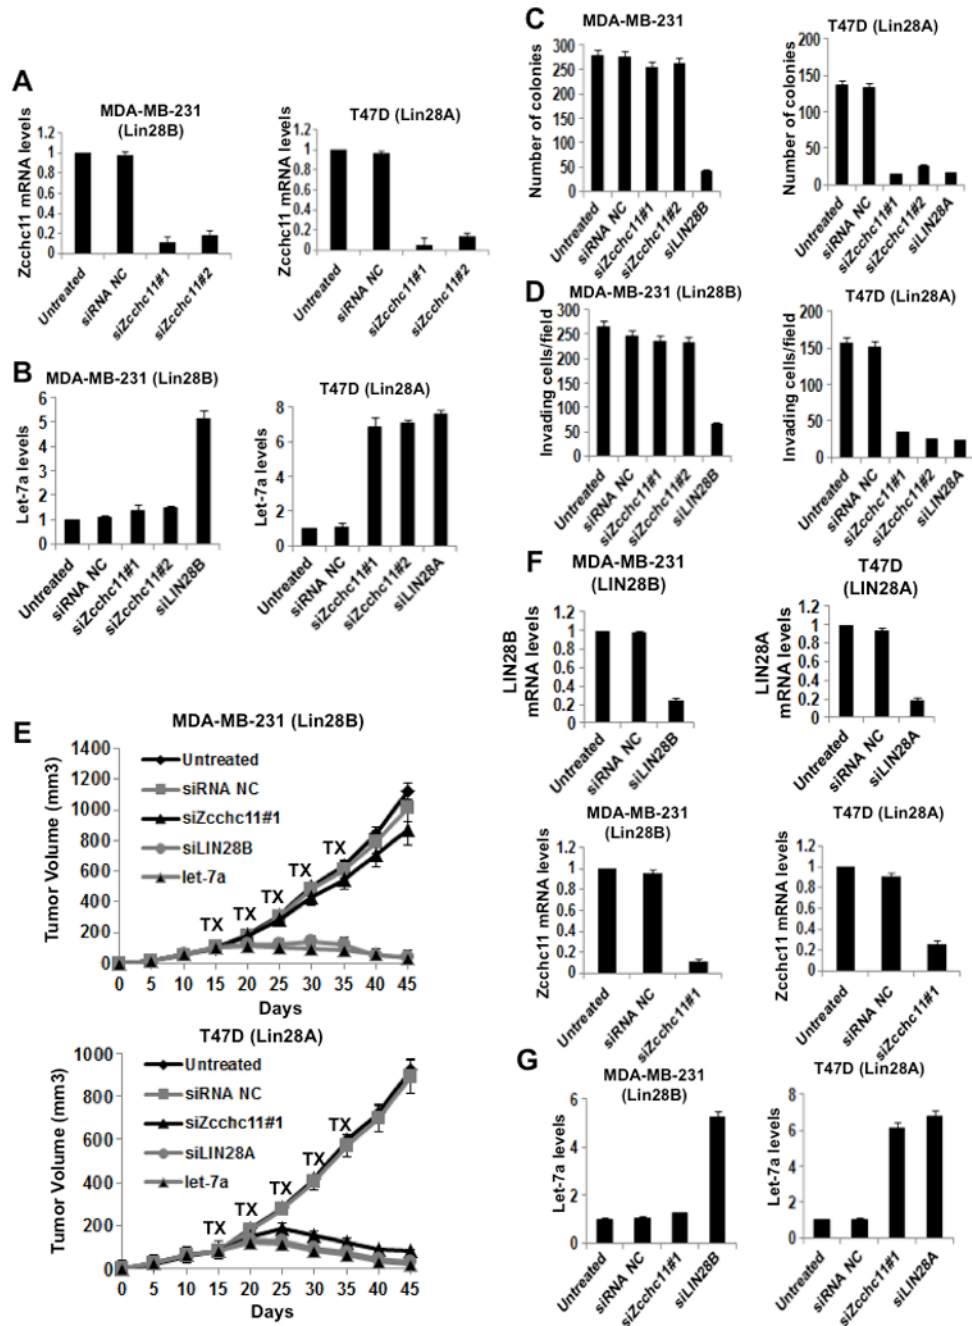 A
MDA-MB-231
(Lin28B)
Zcchc11 mRNA levels
1.2
1
0.8
0.6
0.4
0.2
0
Untreated
siRNA NC
siZcchc11#1
siZcchc11#2
T47D (Lin28A)
Zcchc11 mRNA levels
1.2
1
0.8
0.6
0.4
0.2
0
Untreated
siRNA NC
siZcchc11#1
siZcchc11#2
B
MDA-MB-231 (Lin28B)
Let-7a levels
6
5
4
3
2
1
0
Untreated
siRNA NC
siZcchc11#1
siZcchc11#2
siLIN28B
T47D (Lin28A)
Let-7a levels
8
6
4
2
0
Untreated
siRNA NC
siZcchc11#1
siZcchc11#2
siLIN28A
C
MDA-MB-231
Number of colonies
300
250
200
150
100
50
0
Untreated
siRNA NC
siZcchc11#1
siZcchc11#2
siLIN28B
T47D (Lin28A)
Number of colonies
200
150
100
50
0
Untreated
siRNA NC
siZcchc11#1
siZcchc11#2
siLIN28A
D
MDA-MB-231 (Lin28B)
Invading cells/field
300
250
200
150
100
50
0
Untreated
siRNA NC
siZcchc11#1
siZcchc11#2
siLIN28B
T47D (Lin28A)
Invading cells/field
200
150
100
50
0
Untreated
siRNA NC
siZcchc11#1
siZcchc11#2
siLIN28A
E
MDA-MB-231 (Lin28B)
Tumor Volume (mm3)
1400
1200
1000
800
600
400
200
0
Untreated
siRNA NC
siZcchc11#1
siLIN28B
let-7a
TX
TX
TX
TX
TX
0 5 10 15 20 25 30 35 40 45
Days
T47D (Lin28A)
Tumor Volume (mm3)
1000
800
600
400
200
0
Untreated
siRNA NC
siZcchc11#1
siLIN28A
let-7a
TX
TX
TX
TX
TX
0 5 10 15 20 25 30 35 40 45
Days
F
MDA-MB-231
(LIN28B)
LIN28B
mRNA levels
1.2
1
0.8
0.6
0.4
0.2
0
Untreated
siRNA NC
siLIN28B
T47D
(LIN28A)
LIN28A
mRNA levels
1.2
1
0.8
0.6
0.4
0.2
0
Untreated
siRNA NC
siLIN28A
MDA-MB-231
(Lin28B)
Zcchc11 mRNA levels
1.2
1
0.8
0.6
0.4
0.2
0
Untreated
siRNA NC
siZcchc11#1
T47D (Lin28A)
Zcchc11 mRNA levels
1.2
1
0.8
0.6
0.4
0.2
0
Untreated
siRNA NC
siZcchc11#1
G
MDA-MB-231
(Lin28B)
Let-7a levels
6
4
2
0
Untreated
siRNA NC
siZcchc11#1
siLIN28B
T47D (Lin28A)
Let-7a levels
8
6
4
2
0
Untreated
siRNA NC
siZcchc11#1
siLIN28A